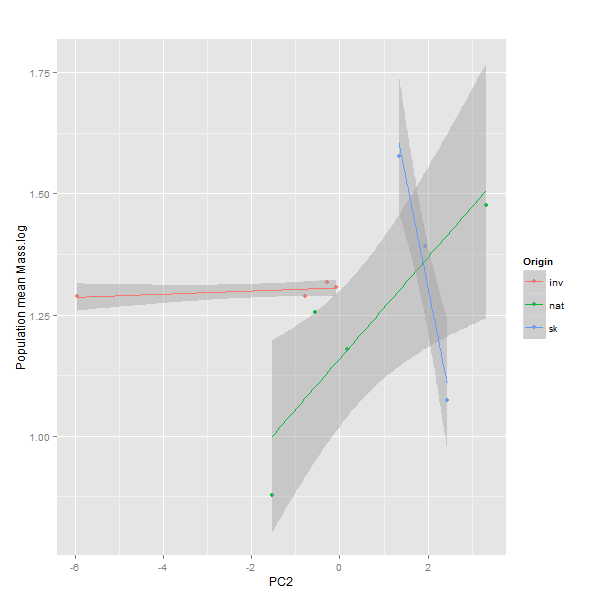 1.75
1.50
1.25
1.00
Population mean Mass.log
-6
-4
-2
0
2
PC2
Origin
inv
nat
sk